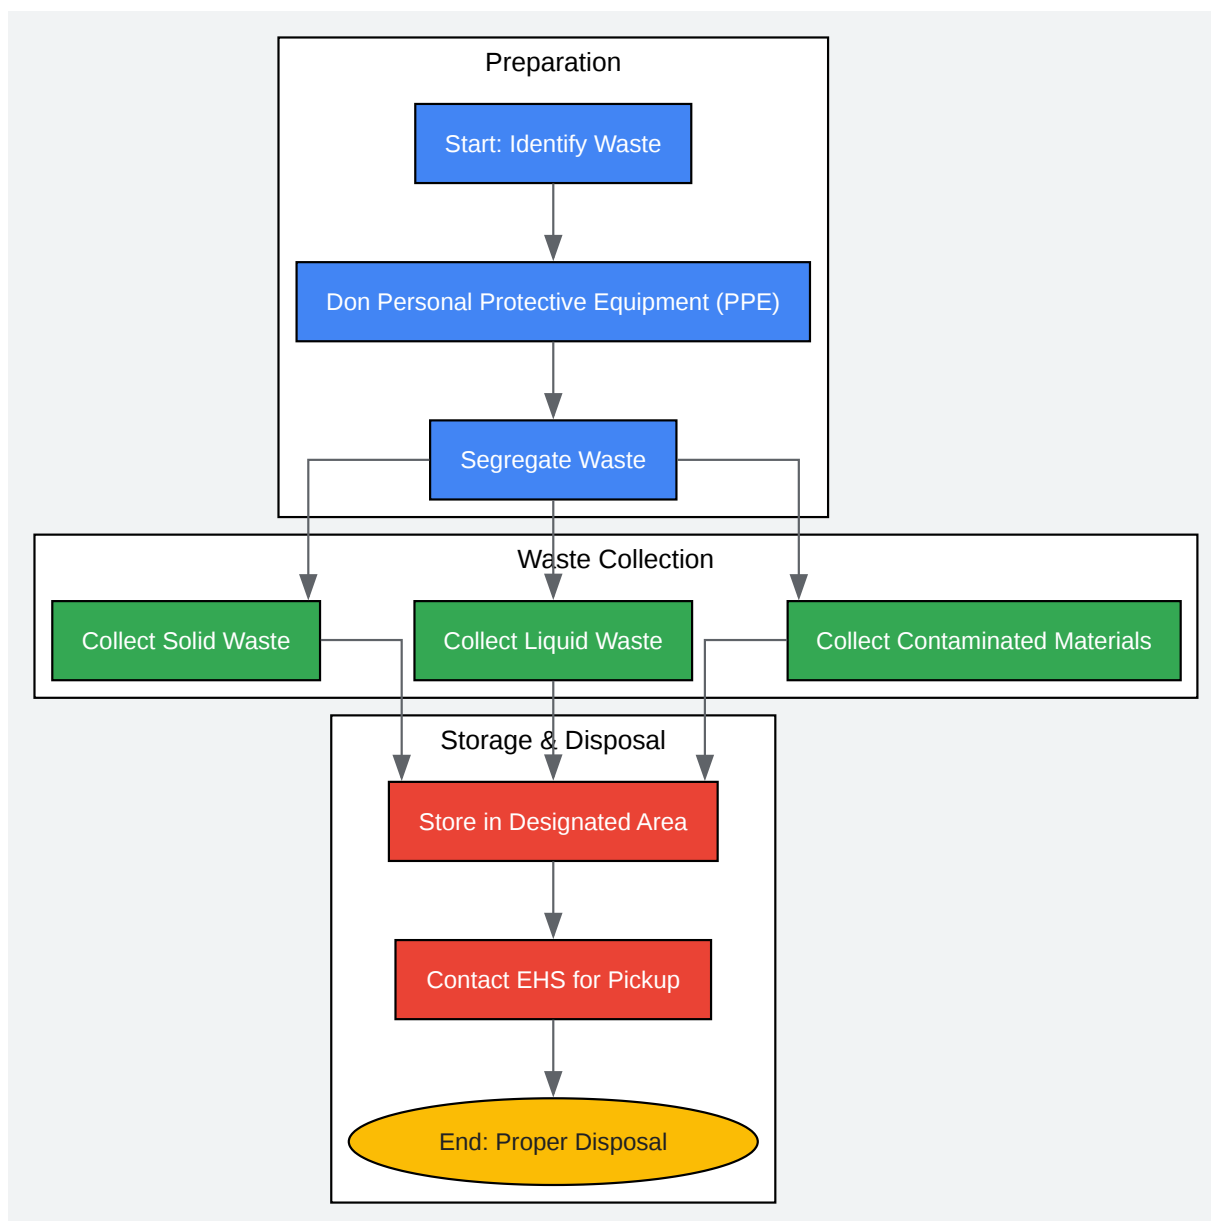 Preparation
Start: Identify Waste
Don Personal Protective Equipment (PPE)
Segregate Waste
Waste Collection
Collect Solid Waste
Collect Liquid Waste
Collect Contaminated Materials
Storage & Disposal
Store in Designated Area
Contact EHS for Pickup
End: Proper Disposal